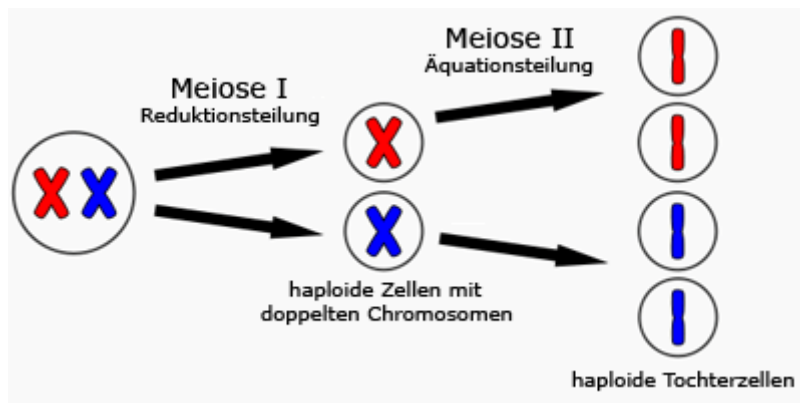 Meiose I
Reduktionsteilung
Meiose II
Äquationsteilung
haploide Zellen mit
doppelten Chromosomen
haploide Tochterzellen